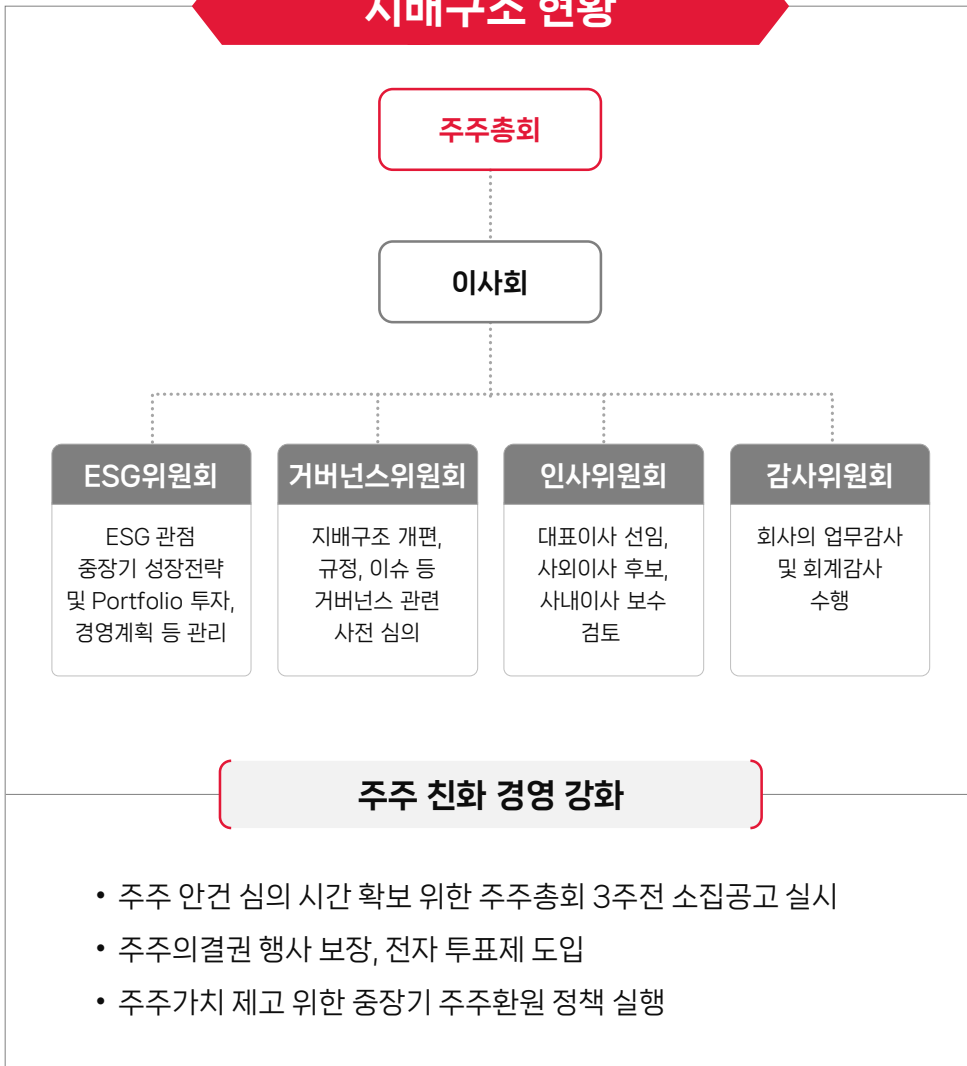 지배구조 현황
주주총회
이사회
ESG위원회
ESG 관점
중장기 성장전략
및 Portfolio 투자,
경영계획 등 관리
거버넌스위원회
지배구조 개편,
규정, 이슈 등
거버넌스 관련
사전 심의
인사위원회
대표이사 선임,
사외이사 후보,
사내이사 보수
검토
감사위원회
회사의 업무감사
및 회계감사
수행
주주 친화 경영 강화
• 주주 안건 심의 시간 확보 위한 주주총회 3주전 소집공고 실시
• 주주의결권 행사 보장, 전자 투표제 도입
• 주주가치 제고 위한 중장기 주주환원 정책 실행